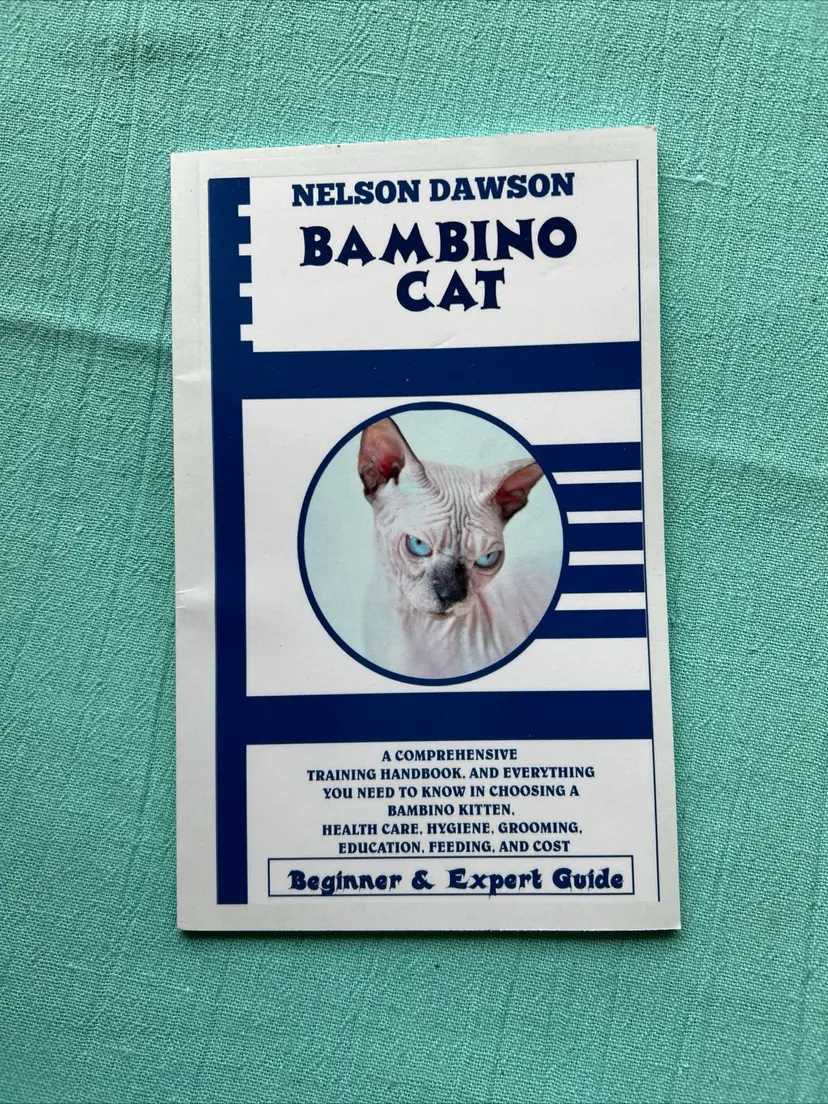 NELSON DAWSON
BAMBINO
CAT
A COMPREHENSIVE
TRAINING HANDBOOK, AND EVERYTHING
YOU NEED TO KNOW IN CHOOSING A
BAMBINO KITTEN,
HEALTH CARE, HYGIENE, GROOMING,
EDUCATION, FEEDING, AND COST
Beginner & Expert Guide